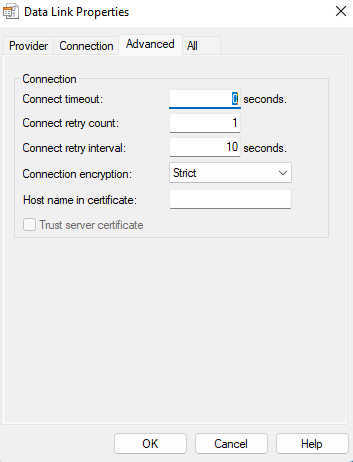 Data Link Properties
Provider Connection Advanced All
Connection
Connect timeout: 0 seconds.
Connect retry count: 1
Connect retry interval: 10 seconds.
Connection encryption: Strict
Host name in certificate:
Trust server certificate
OK Cancel Help